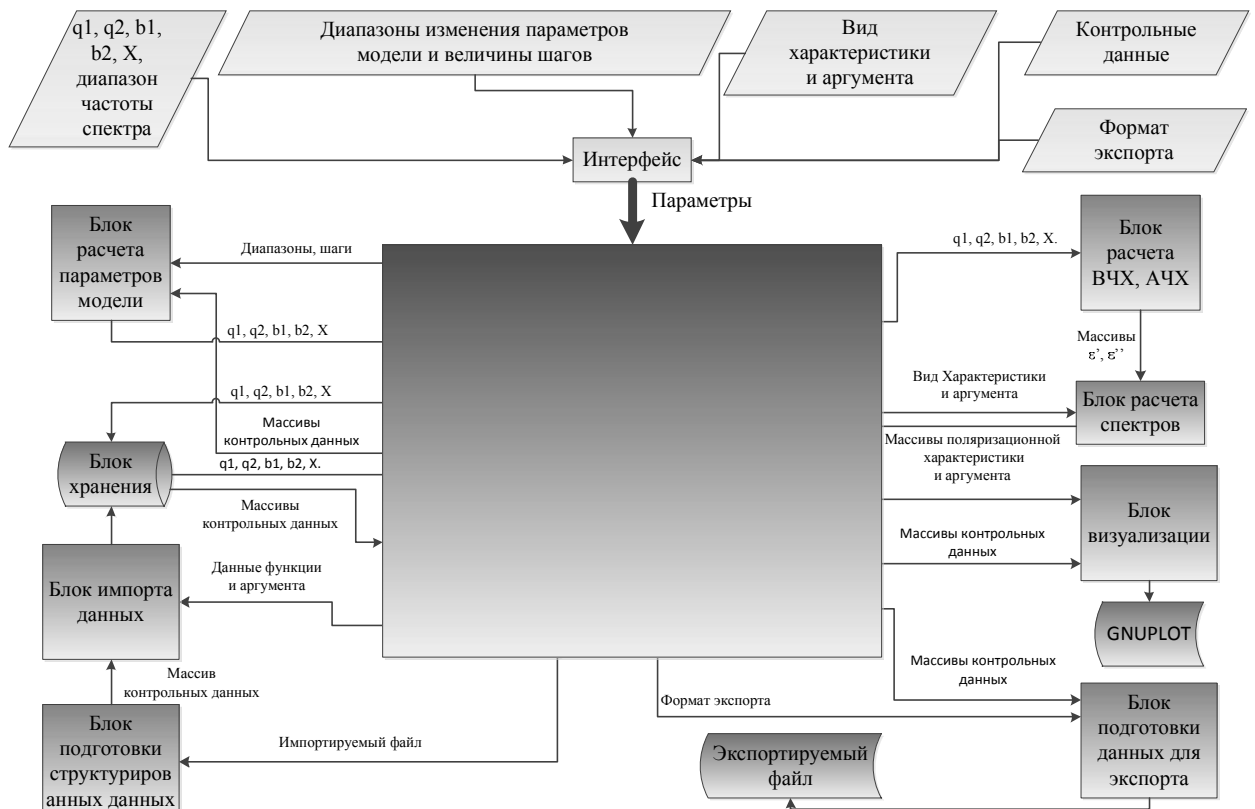 q1, q2, b1,
b2, X,
диапазон
частоты
спектра
Диапазоны изменения параметров
модели и величины шагов
Вид
характеристики
и аргумента
Контрольные
данные
Формат
экспорта
Интерфейс
Параметры
Блок
расчета
параметров
модели
Диапазоны, шаги
q1, q2, b1, b2, X
q1, q2, b1, b2, X
Массивы
контрольных данных
Блок
хранения
q1, q2, b1, b2, X.
Массивы
контрольных данных
Данные функции
и аргумента
Блок импорта
данных
Массив
контрольных данных
Блок
подготовки
структуриров
анных данных
Импортируемый файл
q1, q2, b1, b2, X.
Блок
расчета
ВЧХ, АЧХ
Массивы
ε’, ε’’
Вид Характеристики
и аргумента
Блок расчета
спектров
Массивы поляризационной
характеристики
и аргумента
Блок
визуализации
Массивы контрольных
данных
GNUPLOT
Массивы контрольных
данных
Формат экспорта
Блок
подготовки
данных для
экспорта
Экспортируемый
файл